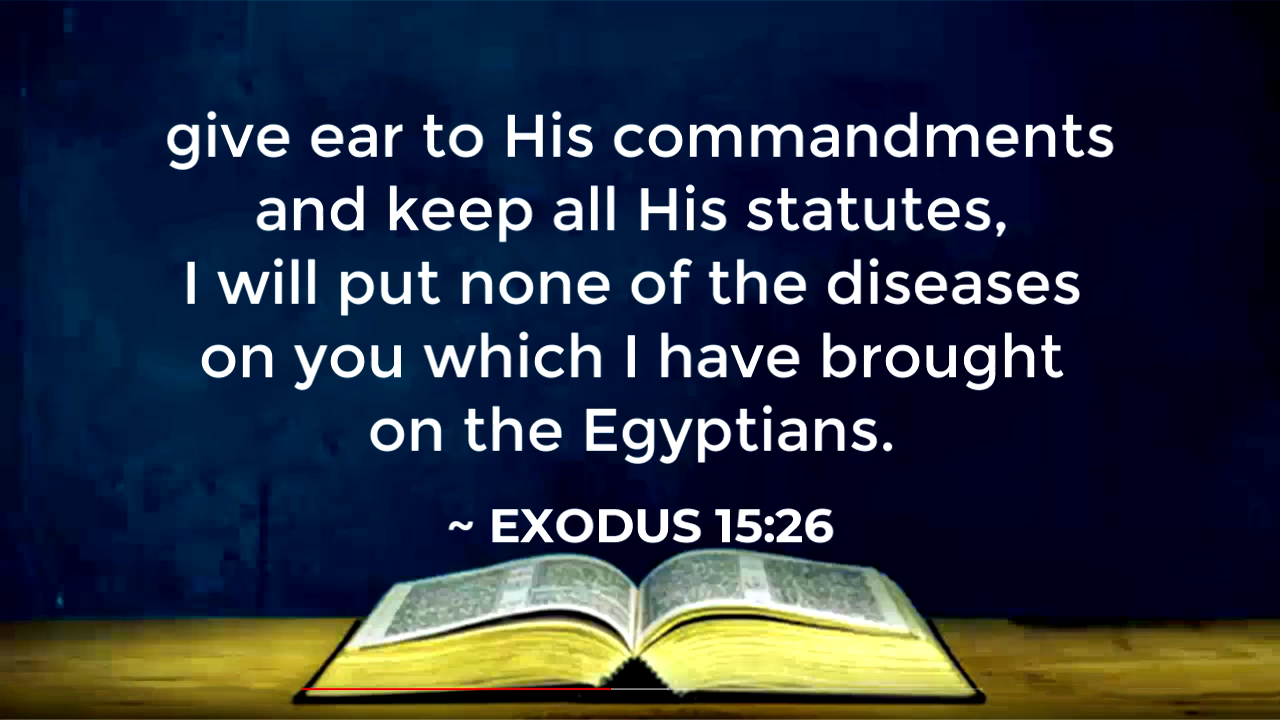 give ear to His commandments
and keep all His statutes,
I will put none of the diseases
on you which I have brought
on the Egyptians.
~ EXODUS 15:26